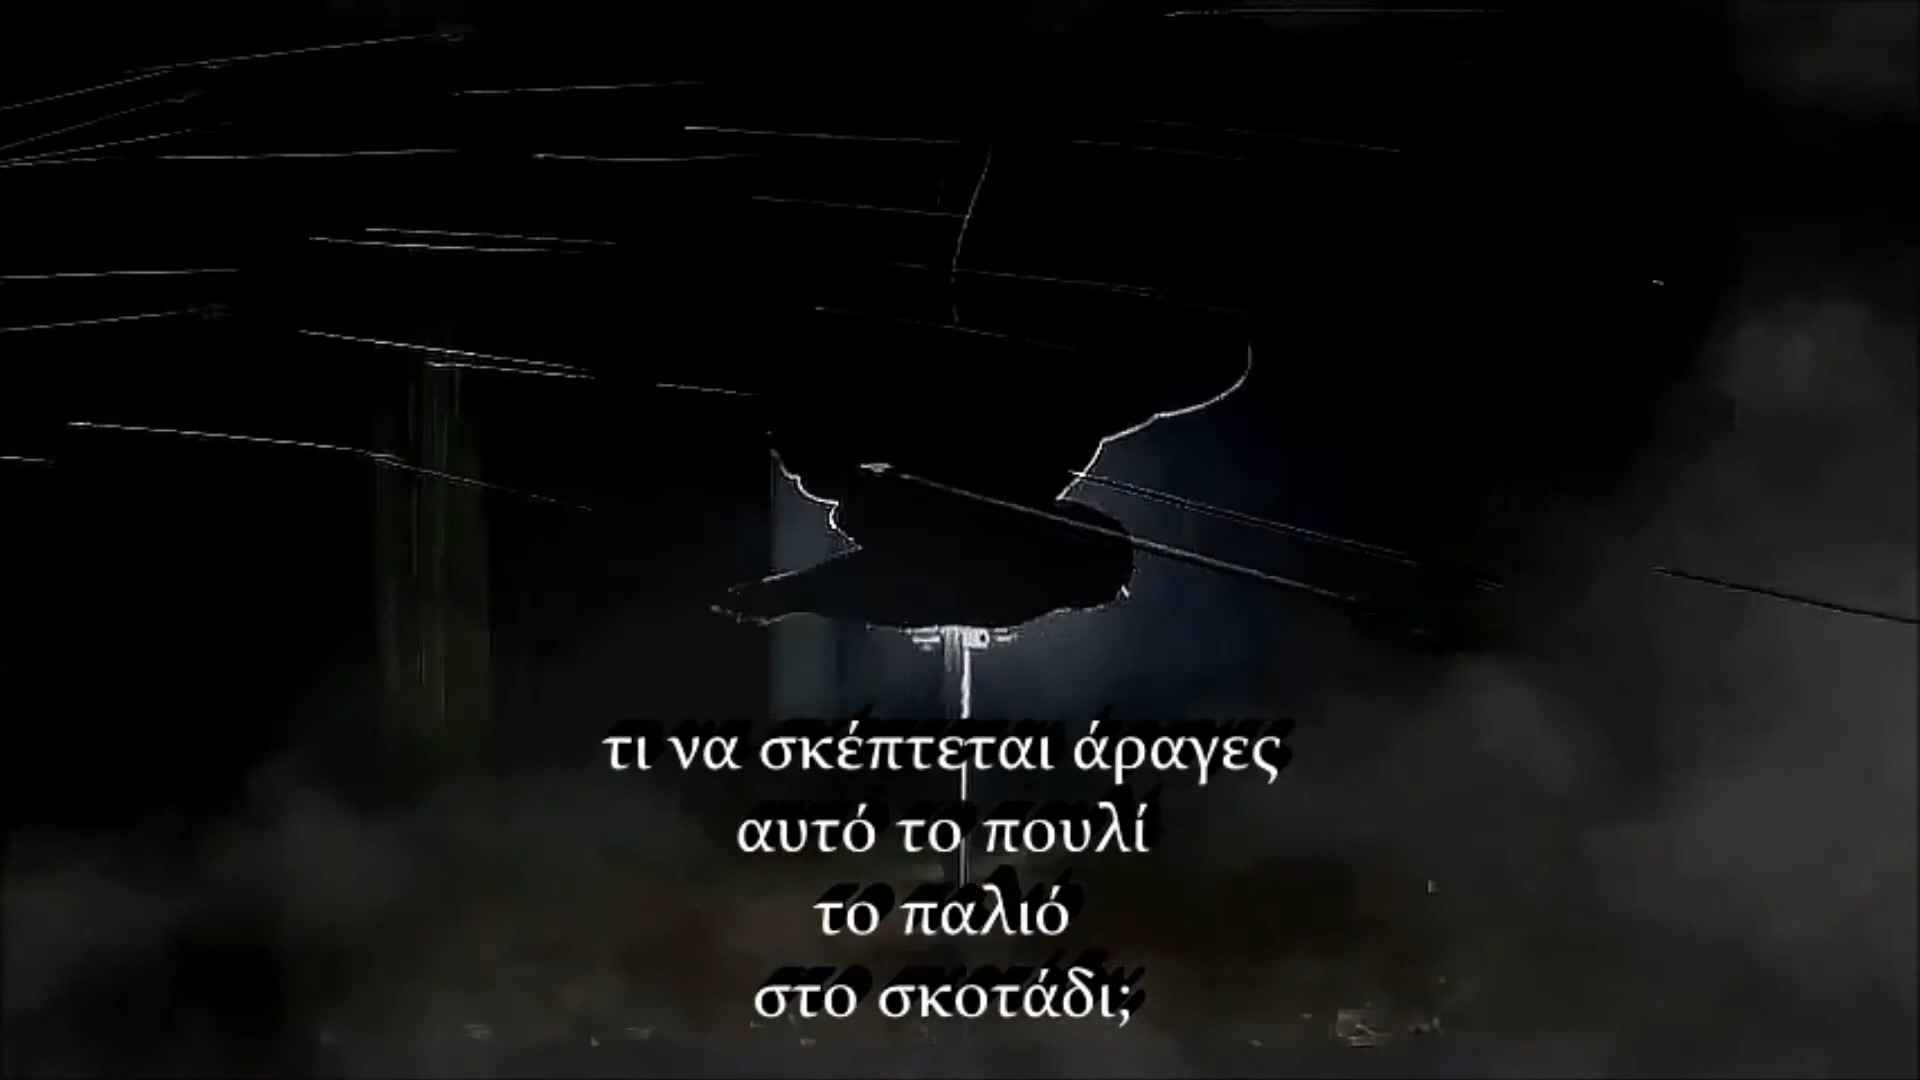 τι να σκέπτεται άραγες
αυτό το πουλί
το παλιό
στο σκοτάδι;